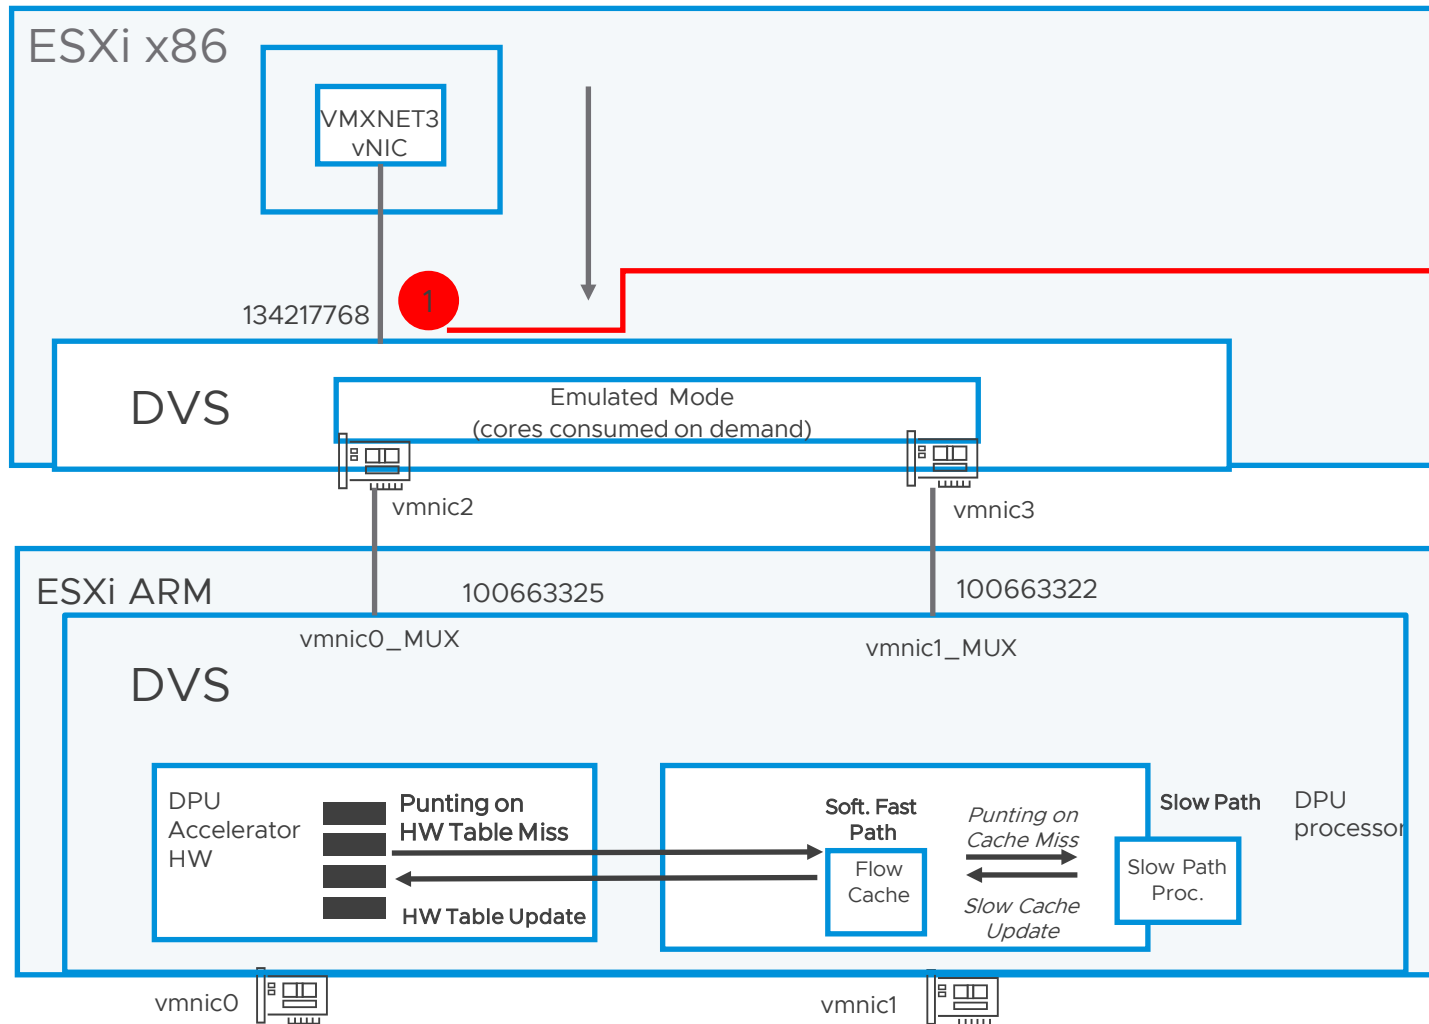 ESXi x86
VMXNET3
vNIC
1
134217768
DVS
Emulated Mode
(cores consumed on demand)
vmnic2
vmnic3
ESXi ARM
100663325
100663322
vmnic0_MUX
vmnic1_MUX
DVS
DPU
Accelerator
HW
Punting on
HW Table Miss
HW Table Update
Soft. Fast
Path
Flow
Cache
Punting on
Cache Miss
Slow Cache
Update
Slow Path
Slow Path
Proc.
DPU
processor
vmnic0
vmnic1